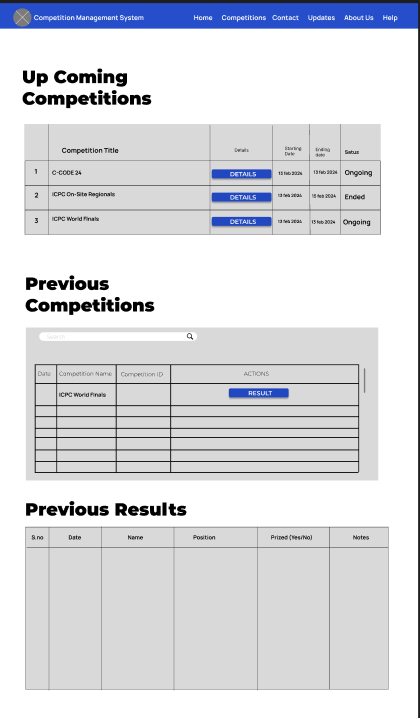 Competition Management System Home Competitions Contact Updates About Us Help
Up Coming
Competitions
Competition Title Details Starting Date Ending date Satus
1 C-CODE 24 DETAILS 13 feb 2024 13 feb 2024 Ongoing
2 ICPC On-Site Regionals DETAILS 13 feb 2024 15 feb 2024 Ended
3 ICPC World Finals DETAILS 13 feb 2024 13 feb 2024 Ongoing
Previous
Competitions
Search
Date Competition Name Competition ID ACTIONS
ICPC World Finals RESULT
Previous Results
S.no Date Name Position Prized (Yes/No) Notes